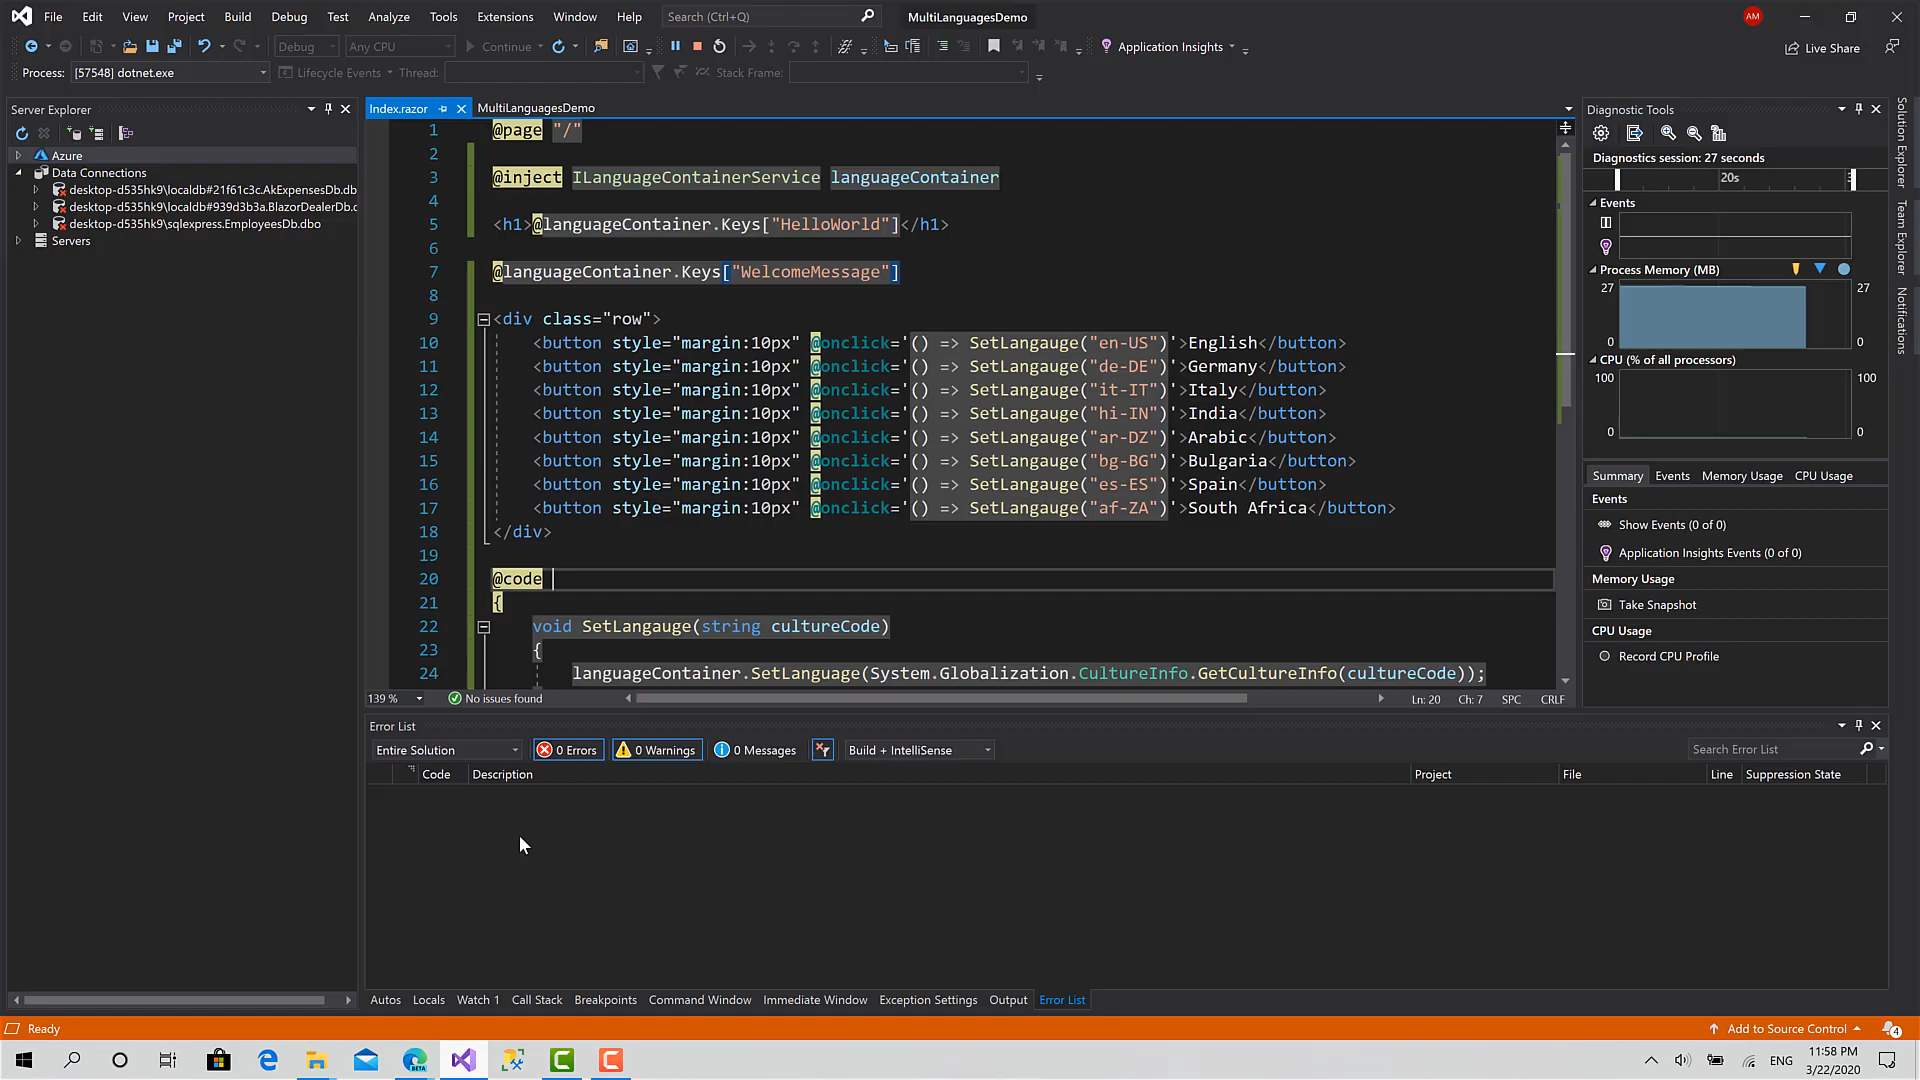 File Edit View Project Build Debug Test Analyze Tools Extensions Window Help Search (Ctrl+Q) MultiLanguagesDemo AM
Debug Any CPU Continue Application Insights Live Share
Process: [57548] dotnet.exe Lifecycle Events Thread: Stack Frame:
Server Explorer
Azure
Data Connections
desktop-d535hk9\localdb#21f61c3c.AkExpensesDb.db
desktop-d535hk9\localdb#939d3b3a.BlazorDealerDb.d
desktop-d535hk9\sqlexpress.EmployeesDb.dbo
Servers
Index.razor MultiLanguagesDemo
1 @page "/"
2
3 @inject ILanguageContainerService languageContainer
4
5 <h1>@languageContainer.Keys["HelloWorld"]</h1>
6
7 @languageContainer.Keys["WelcomeMessage"]
8
9 <div class="row">
10 <button style="margin:10px" @onclick='() => SetLangauge("en-US")'>English</button>
11 <button style="margin:10px" @onclick='() => SetLangauge("de-DE")'>Germany</button>
12 <button style="margin:10px" @onclick='() => SetLangauge("it-IT")'>Italy</button>
13 <button style="margin:10px" @onclick='() => SetLangauge("hi-IN")'>India</button>
14 <button style="margin:10px" @onclick='() => SetLangauge("ar-DZ")'>Arabic</button>
15 <button style="margin:10px" @onclick='() => SetLangauge("bg-BG")'>Bulgaria</button>
16 <button style="margin:10px" @onclick='() => SetLangauge("es-ES")'>Spain</button>
17 <button style="margin:10px" @onclick='() => SetLangauge("af-ZA")'>South Africa</button>
18 </div>
19
20 @code
21 {
22 void SetLangauge(string cultureCode)
23 {
24 languageContainer.SetLanguage(System.Globalization.CultureInfo.GetCultureInfo(cultureCode));
139 % No issues found Ln: 20 Ch: 7 SPC CRLF
Diagnostic Tools
Diagnostics session: 27 seconds
20s
Events
Process Memory (MB)
27 27
0 0
CPU (% of all processors)
100 100
0 0
Summary Events Memory Usage CPU Usage
Events
Show Events (0 of 0)
Application Insights Events (0 of 0)
Memory Usage
Take Snapshot
CPU Usage
Record CPU Profile
Solution Explorer
Team Explorer
Notifications
Error List
Entire Solution 0 Errors 0 Warnings 0 Messages Build + IntelliSense Search Error List
Code Description Project File Line Suppression State
Autos Locals Watch 1 Call Stack Breakpoints Command Window Immediate Window Exception Settings Output Error List
Ready Add to Source Control 4
BETA ENG 11:58 PM
3/22/2020